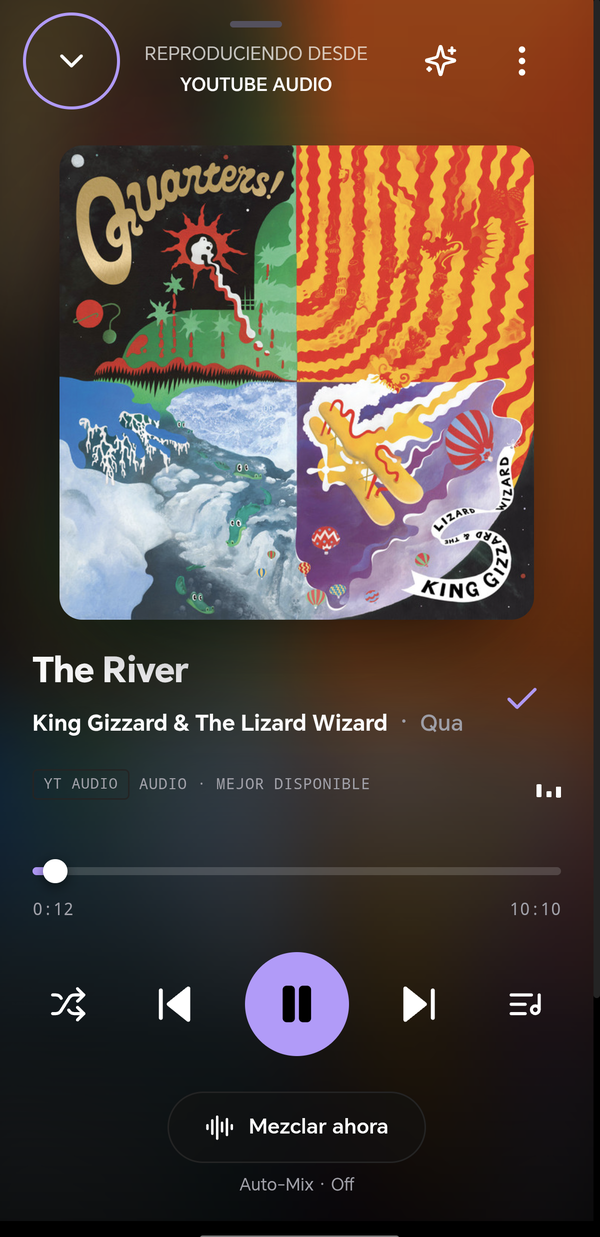 REPRODUCIENDO DESDE
YOUTUBE AUDIO
Quarters!
LIZARD WIZARD
& THE
KING GIZZARD
The River
King Gizzard & The Lizard Wizard · Qua
YT AUDIO AUDIO · MEJOR DISPONIBLE
0:12 10:10
Mezclar ahora
Auto-Mix · Off